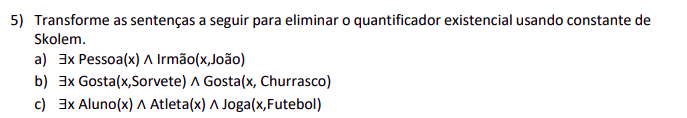 5) Transforme as sentenças a seguir para eliminar o quantificador existencial usando constante de
Skolem.
a) ∃x Pessoa(x) ∧ Irmão(x,João)
b) ∃x Gosta(x,Sorvete) ∧ Gosta(x, Churrasco)
c) ∃x Aluno(x) ∧ Atleta(x) ∧ Joga(x,Futebol)